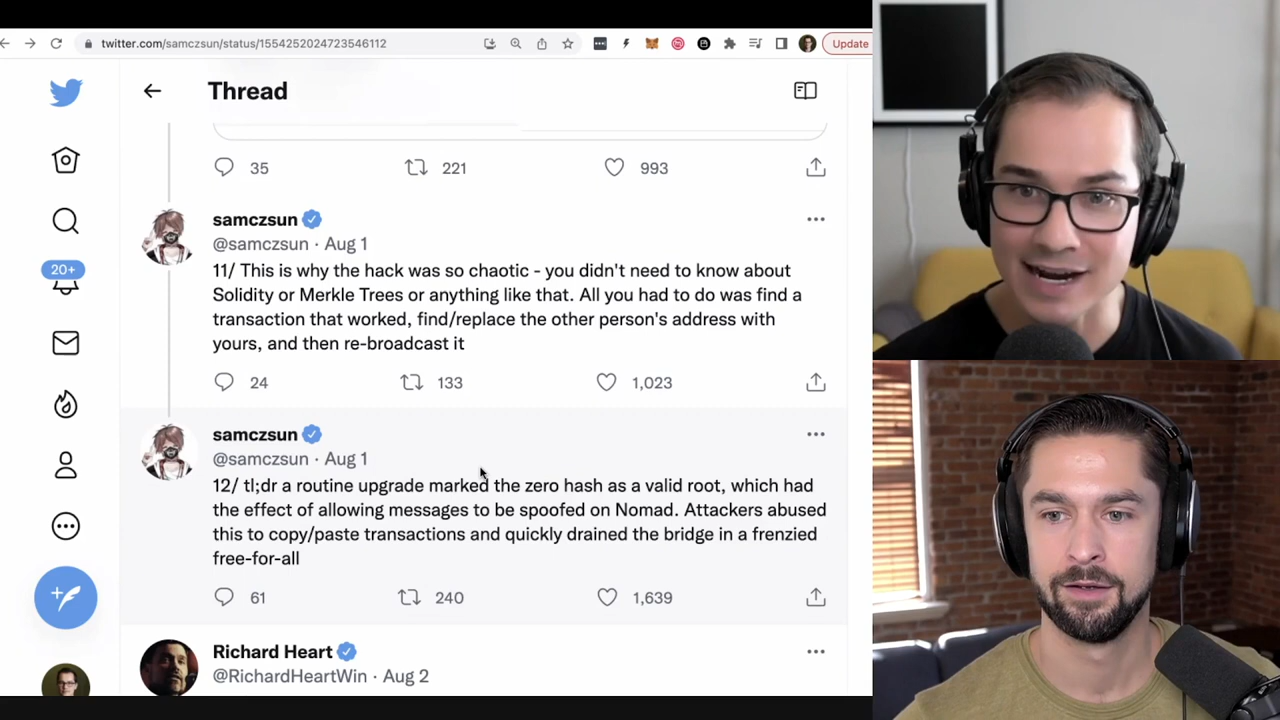 twitter.com/samczsun/status/1554252024723546112
Update
Thread
35 221 993
samczsun
@samczsun · Aug 1
11/ This is why the hack was so chaotic - you didn't need to know about
Solidity or Merkle Trees or anything like that. All you had to do was find a
transaction that worked, find/replace the other person's address with
yours, and then re-broadcast it
24 133 1,023
20+
samczsun
@samczsun · Aug 1
12/ tl;dr a routine upgrade marked the zero hash as a valid root, which had
the effect of allowing messages to be spoofed on Nomad. Attackers abused
this to copy/paste transactions and quickly drained the bridge in a frenzied
free-for-all
61 240 1,639
Richard Heart
@RichardHeartWin · Aug 2